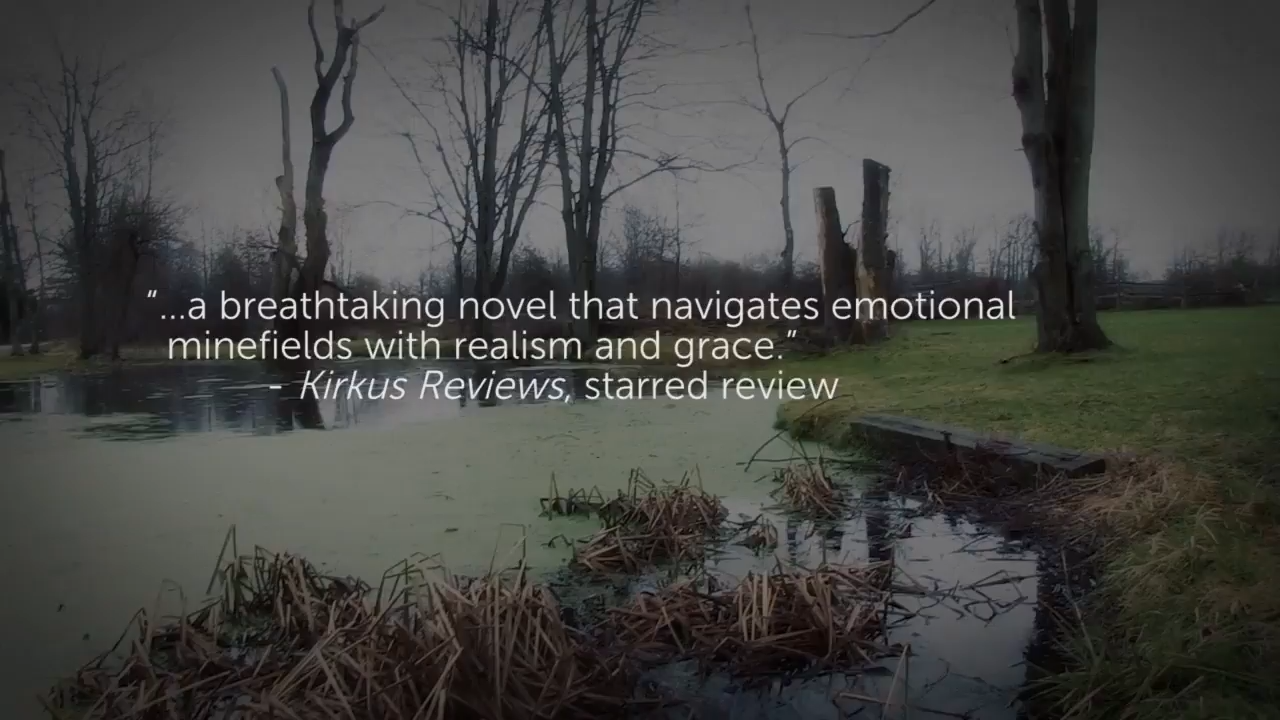 “...a breathtaking novel that navigates emotional
minefields with realism and grace.”
- Kirkus Reviews, starred review